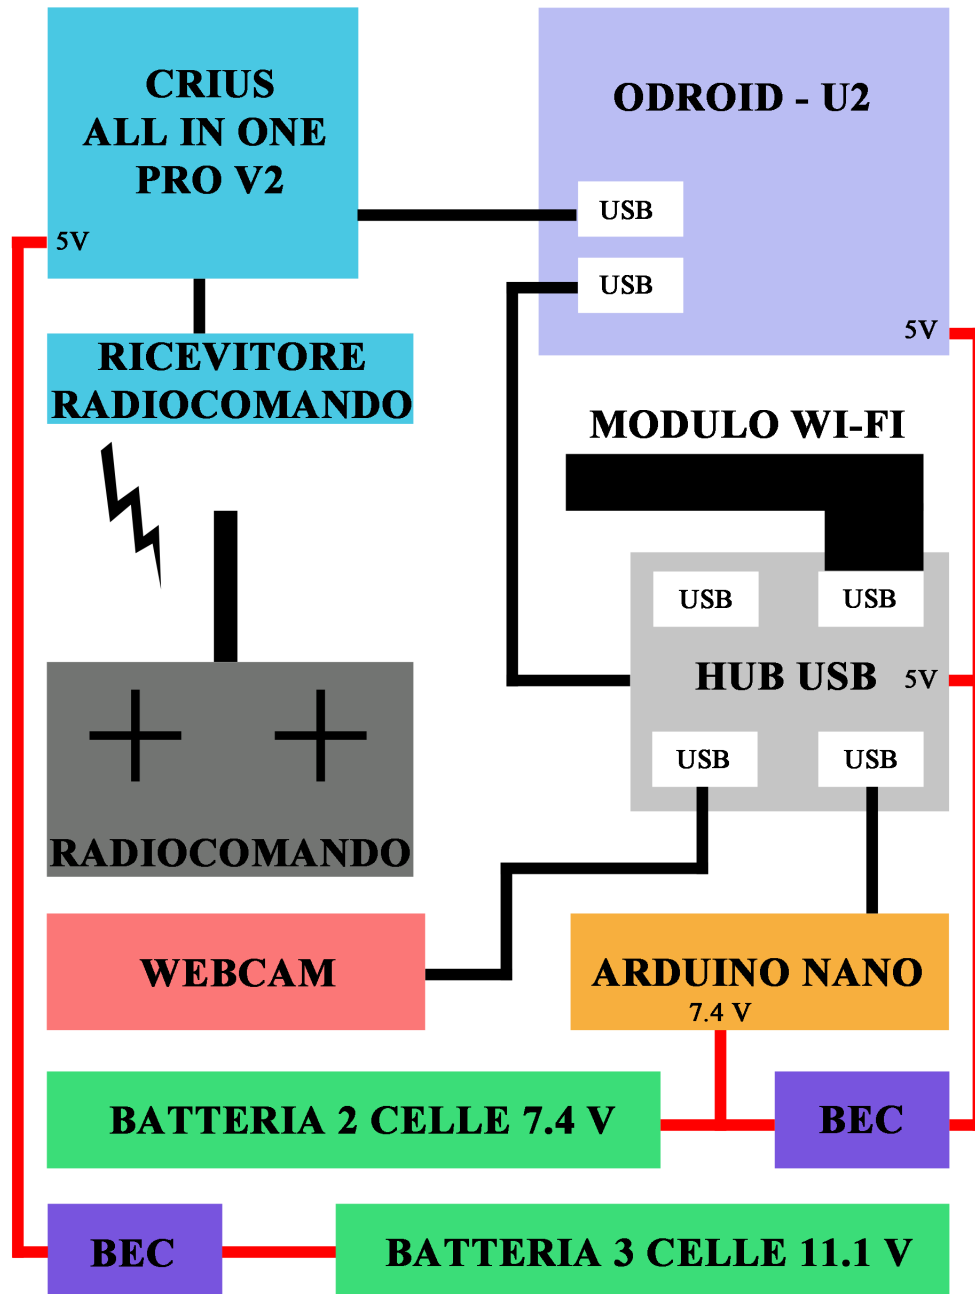 CRIUS
ALL IN ONE
PRO V2
5V
ODROID - U2
USB
USB
5V
RICEVITORE
RADIOCOMANDO
MODULO WI-FI
USB
USB
HUB USB
5V
USB
USB
RADIOCOMANDO
WEBCAM
ARDUINO NANO
7.4 V
BATTERIA 2 CELLE 7.4 V
BEC
BEC
BATTERIA 3 CELLE 11.1 V